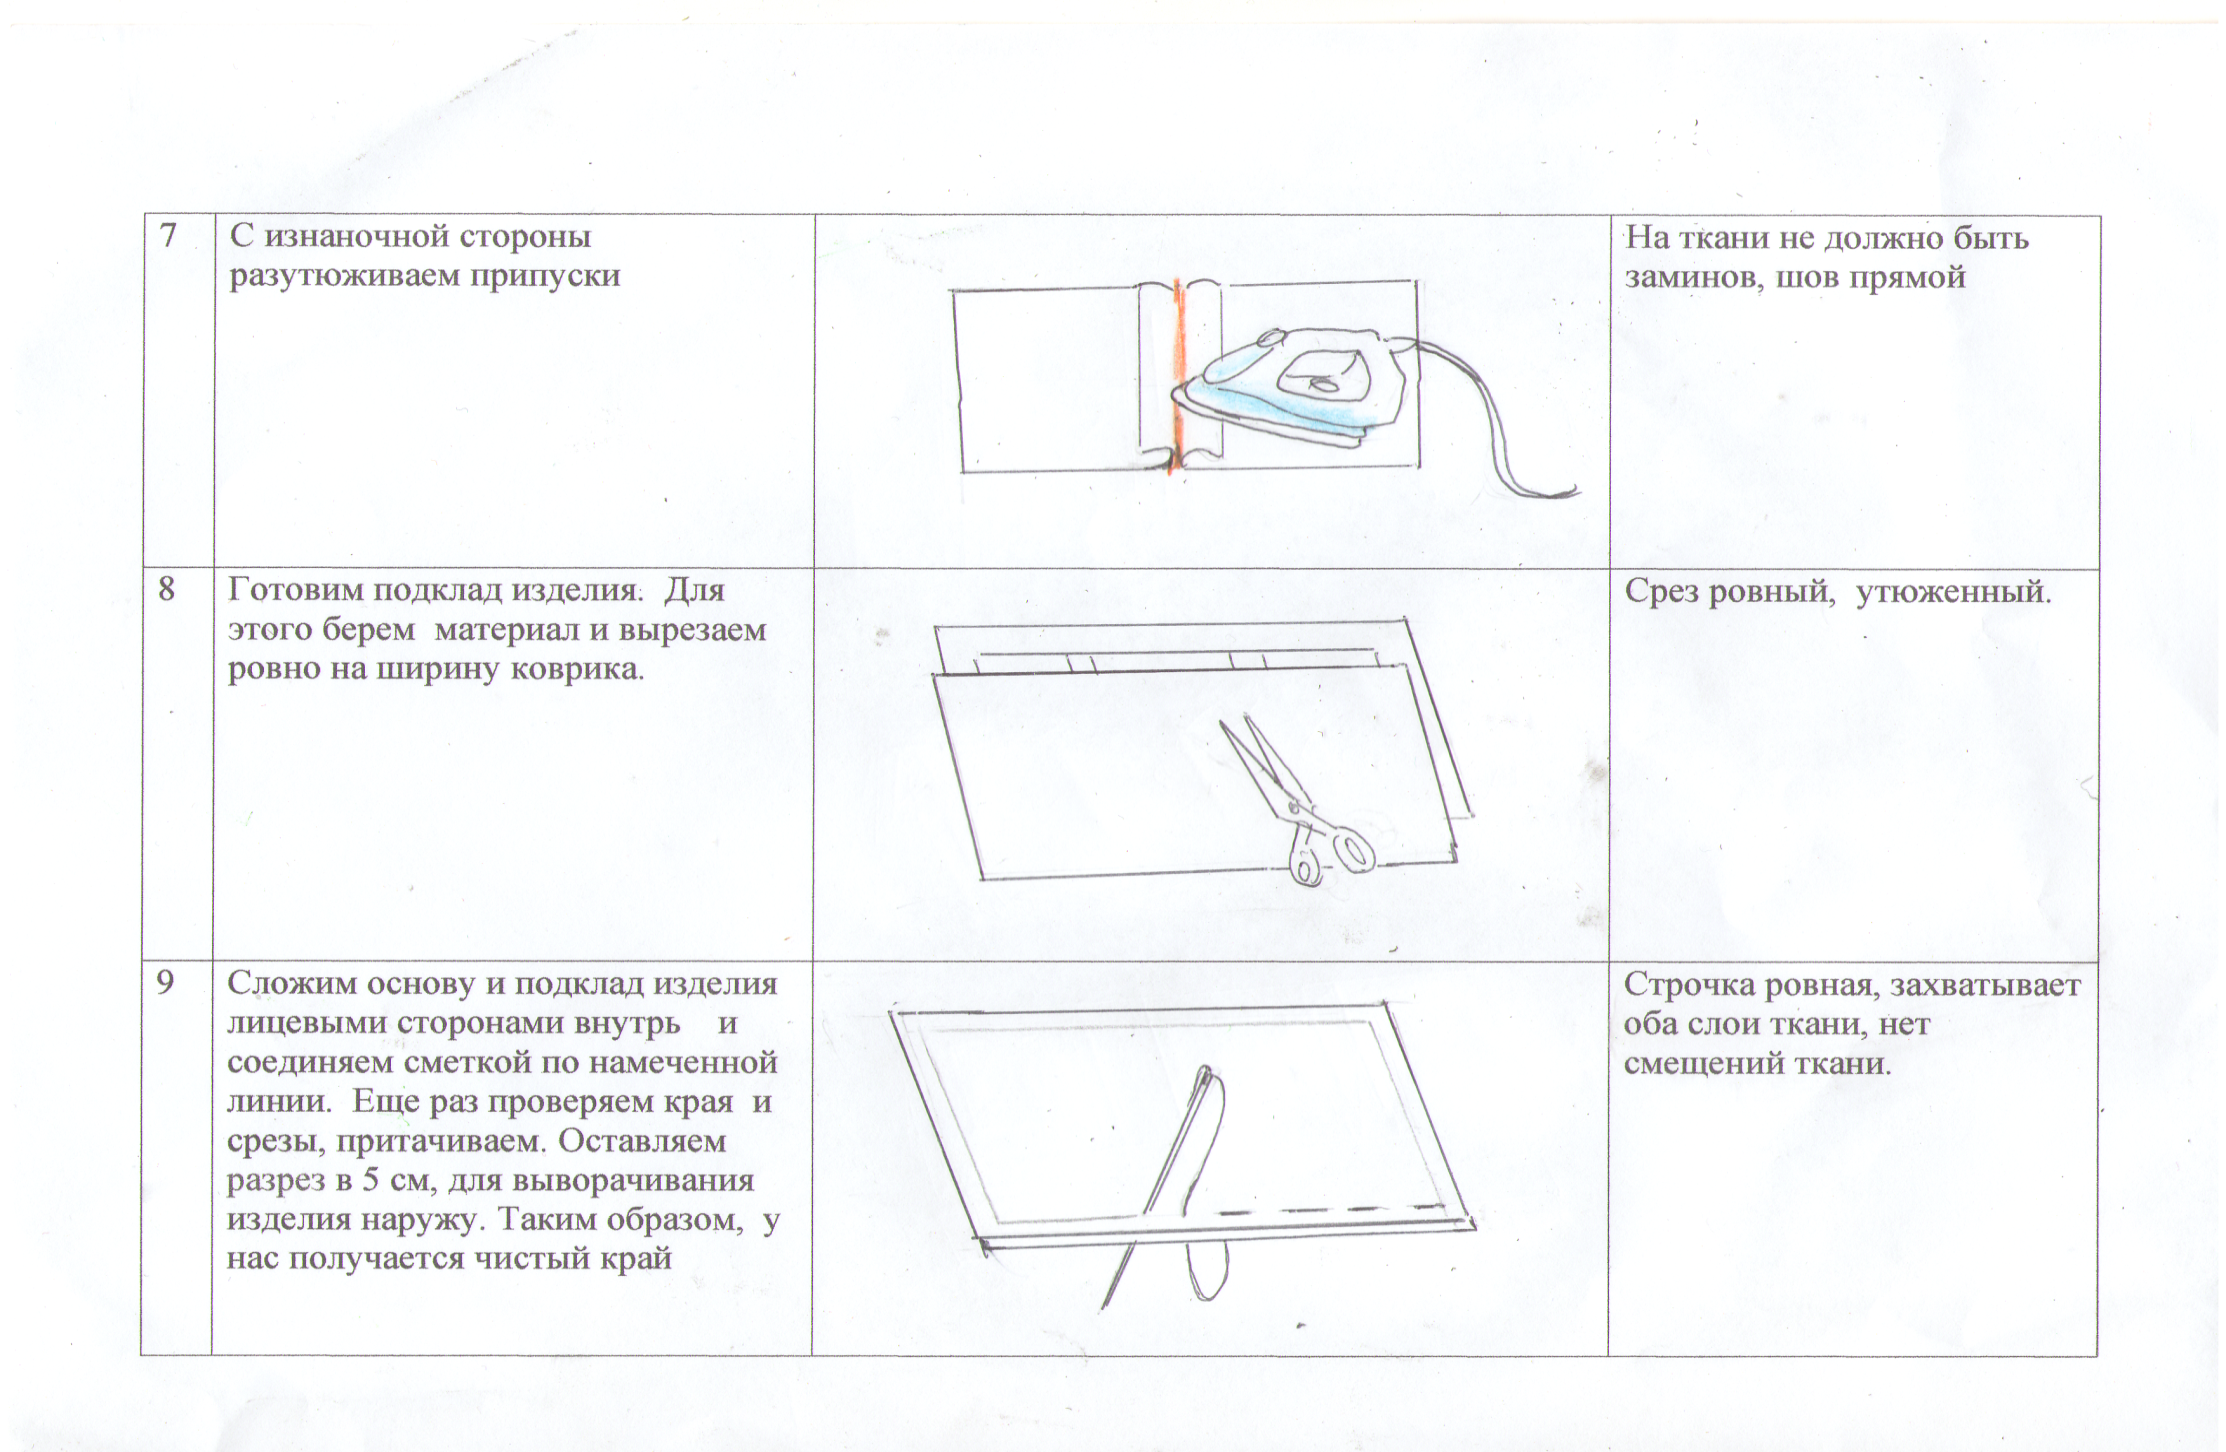 7
С изнаночной стороны
разутюживаем припуски
На ткани не должно быть
заминов, шов прямой
8
Готовим подклад изделия. Для
этого берем материал и вырезаем
ровно на ширину коврика.
Срез ровный, утюженный.
9
Сложим основу и подклад изделия
лицевыми сторонами внутрь и
соединяем сметкой по намеченной
линии. Еще раз проверяем края и
срезы, притачиваем. Оставляем
разрез в 5 см, для выворачивания
изделия наружу. Таким образом, у
нас получается чистый край
Строчка ровная, захватывает
оба слои ткани, нет
смещений ткани.